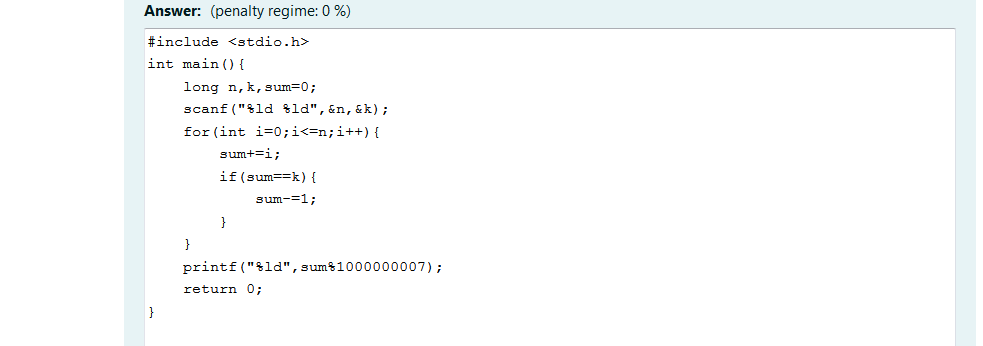 Answer: (penalty regime: 0 %)
#include <stdio.h>
int main(){
    long n,k,sum=0;
    scanf("%ld %ld",&n,&k);
    for(int i=0;i<=n;i++){
        sum+=i;
        if(sum==k){
            sum-=1;
        }
    }
    printf("%ld",sum%1000000007);
    return 0;
}